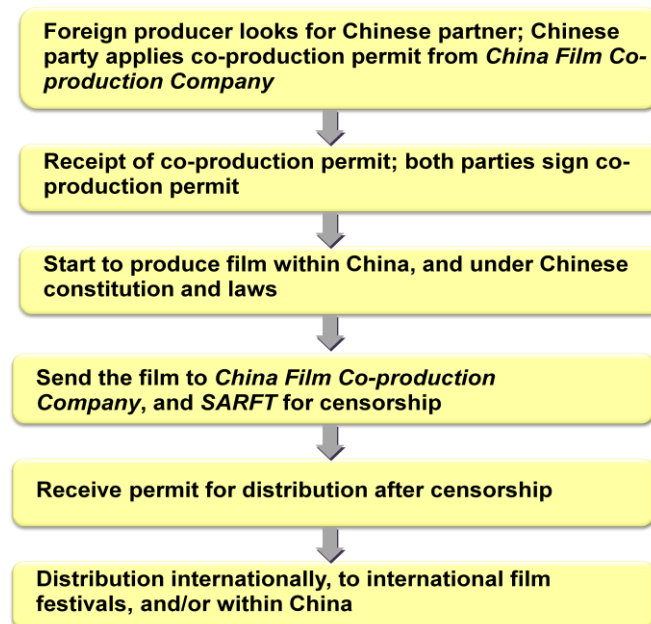 Foreign producer looks for Chinese partner; Chinese
party applies co-production permit from China Film Co-
production Company
Receipt of co-production permit; both parties sign co-
production permit
Start to produce film within China, and under Chinese
constitution and laws
Send the film to China Film Co-production
Company, and SARFT for censorship
Receive permit for distribution after censorship
Distribution internationally, to international film
festivals, and/or within China